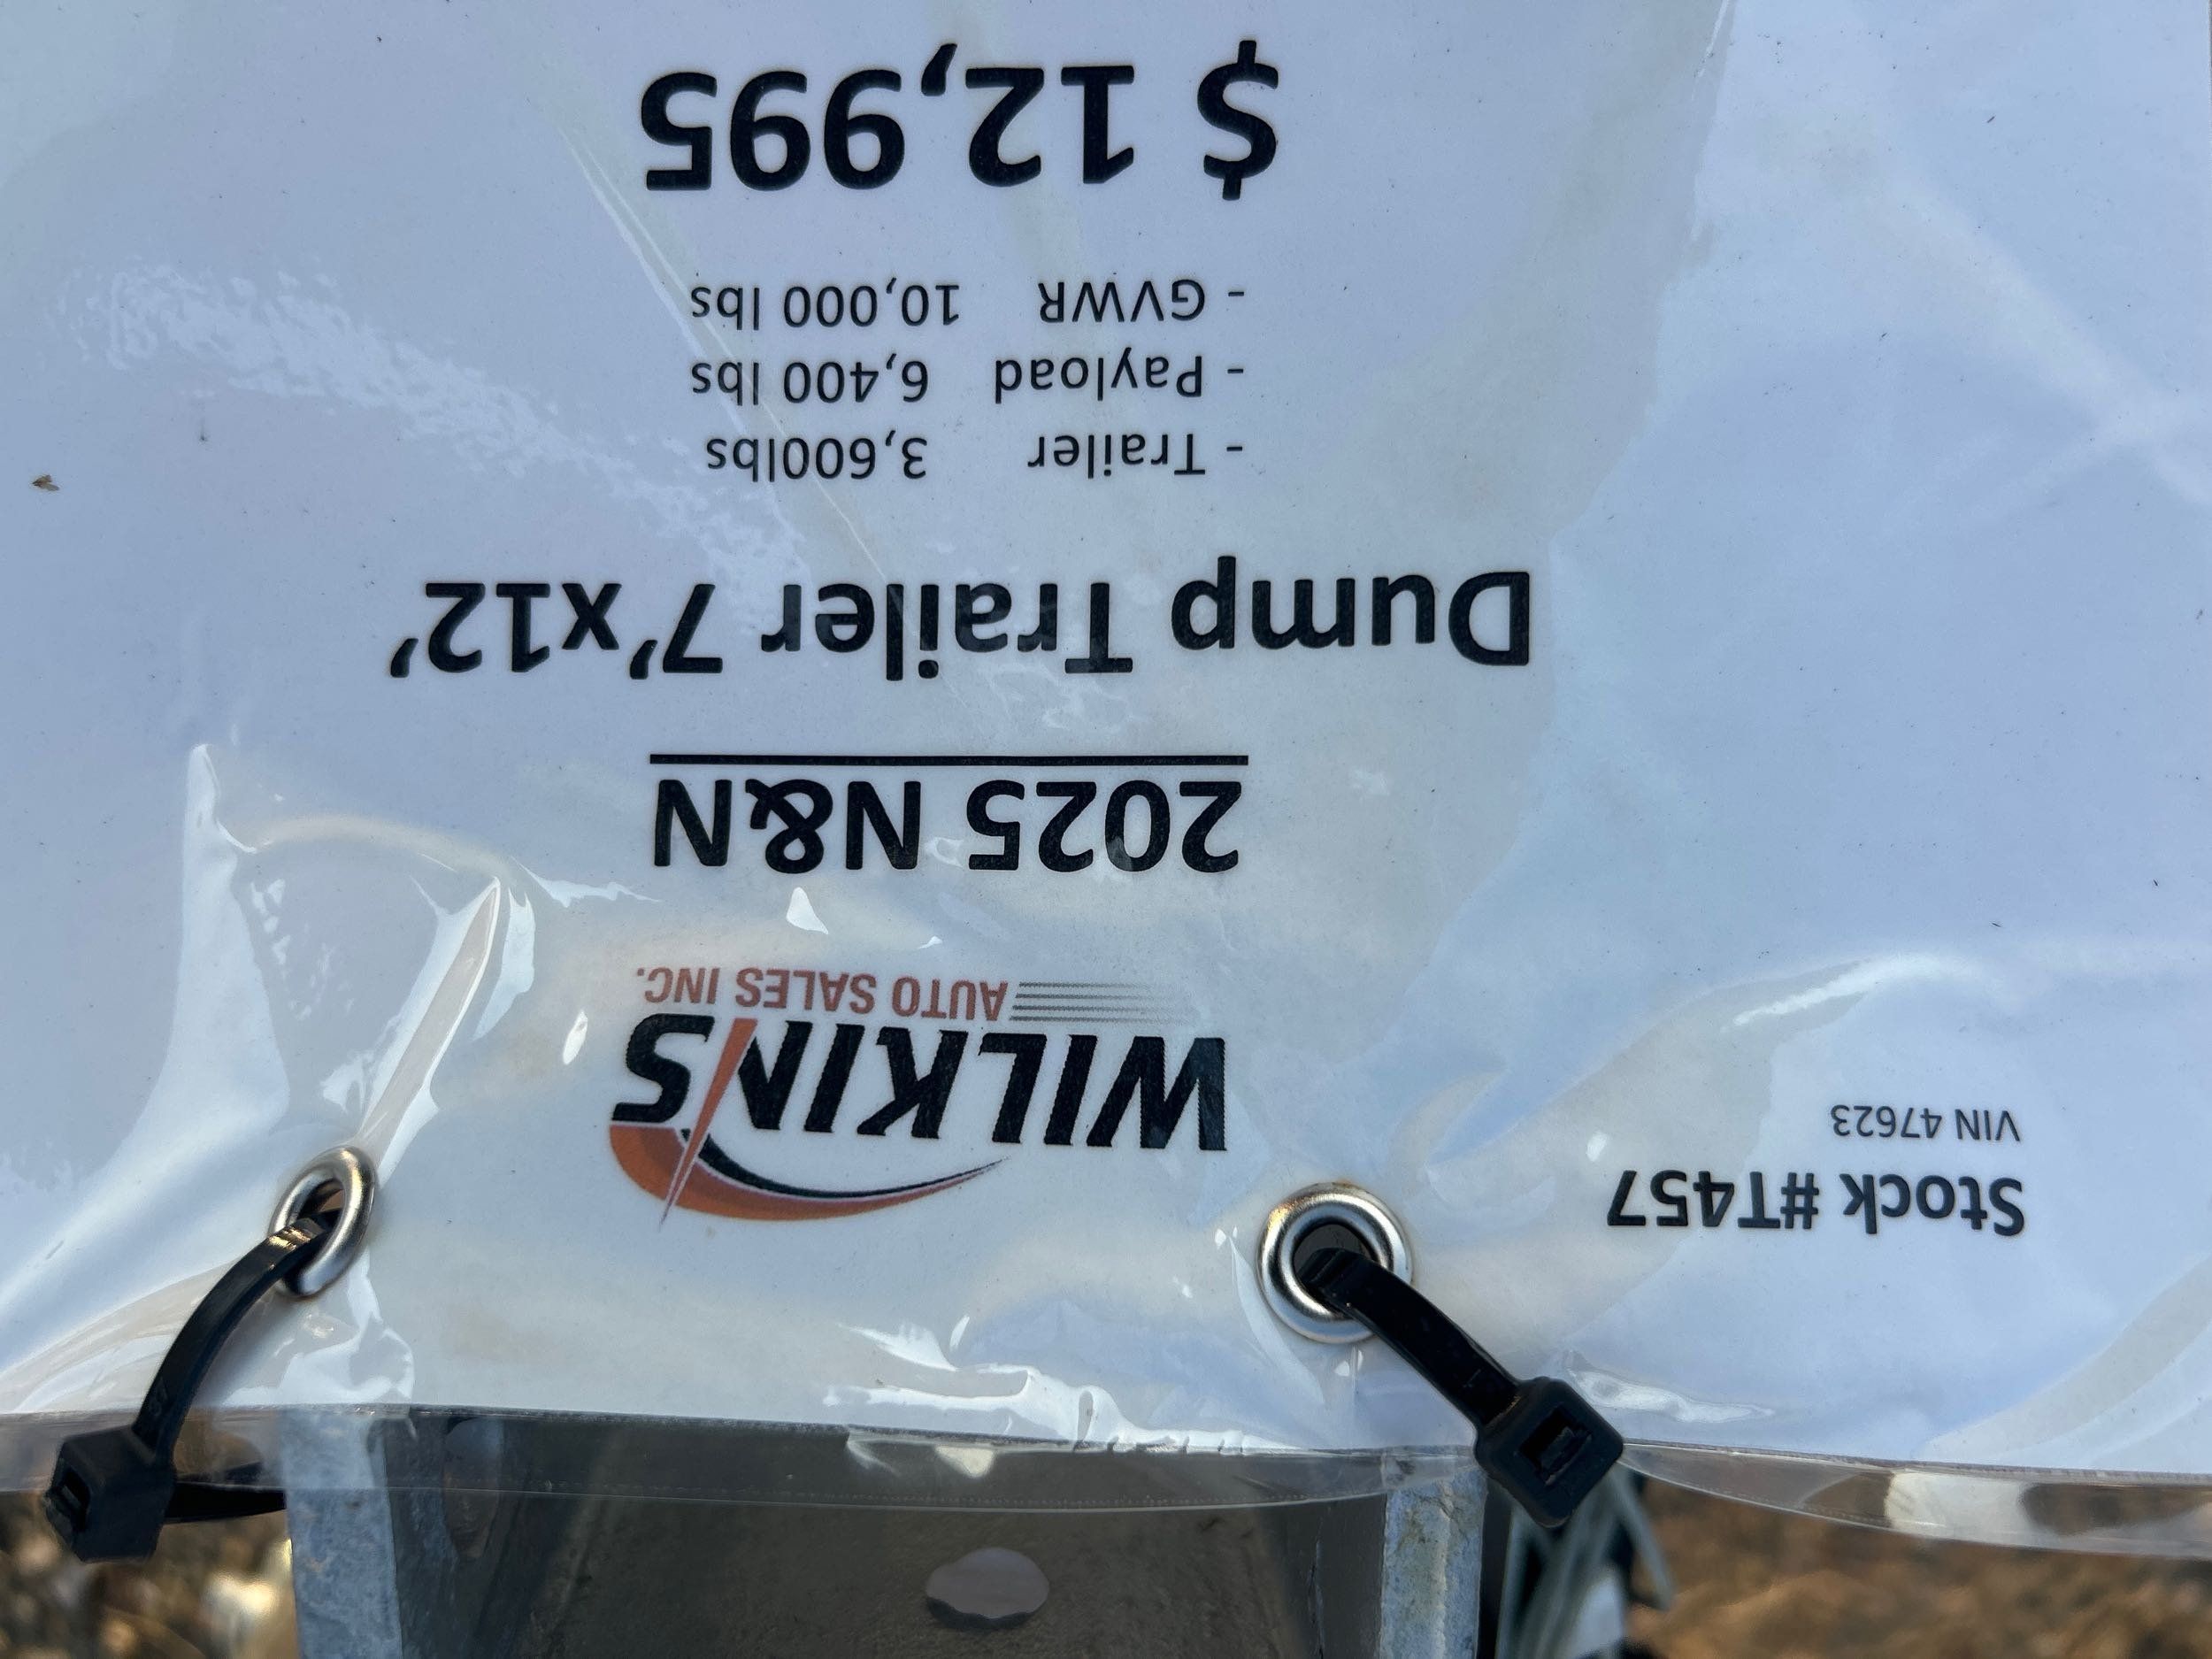 Stock #T457
VIN 47623
WILKINS
AUTO SALES INC.
2025 N&N
Dump Trailer 7'x12'
- Trailer 3,600lbs
- Payload 6,400 lbs
- GVWR 10,000 lbs
$ 12,995